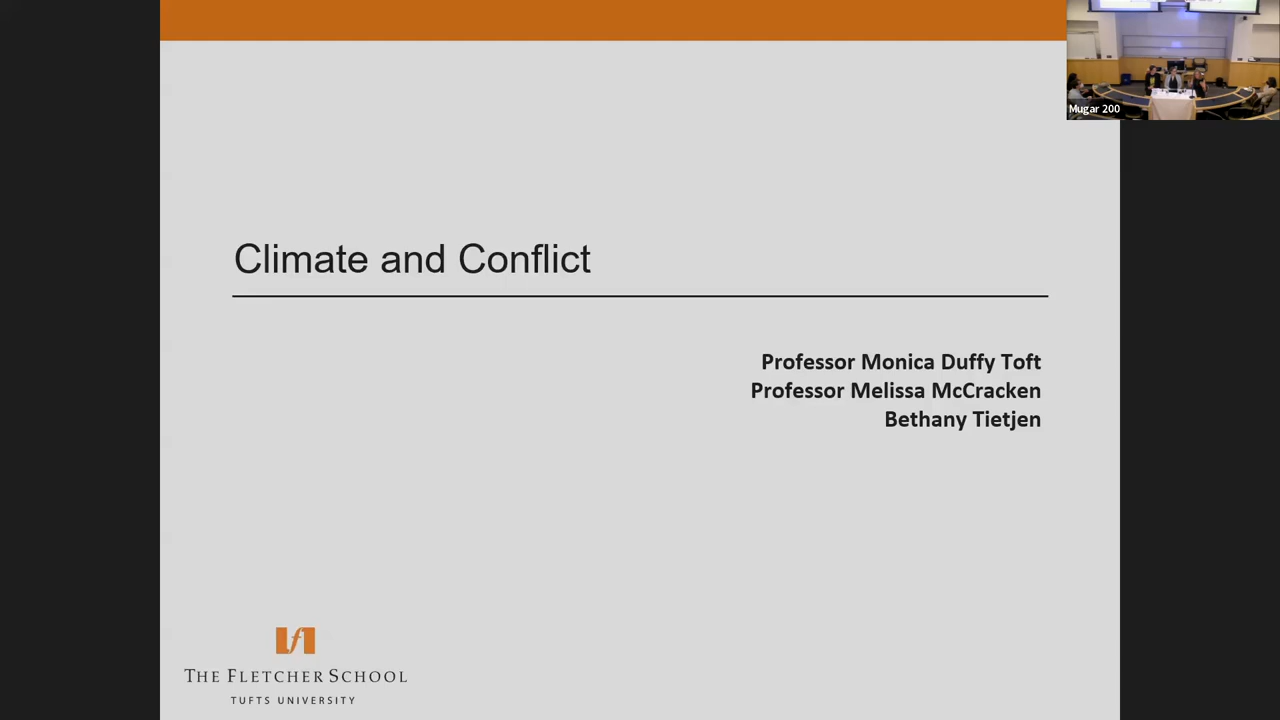 Mugar 200
Climate and Conflict
Professor Monica Duffy Toft
Professor Melissa McCracken
Bethany Tietjen
THE FLETCHER SCHOOL
TUFTS UNIVERSITY